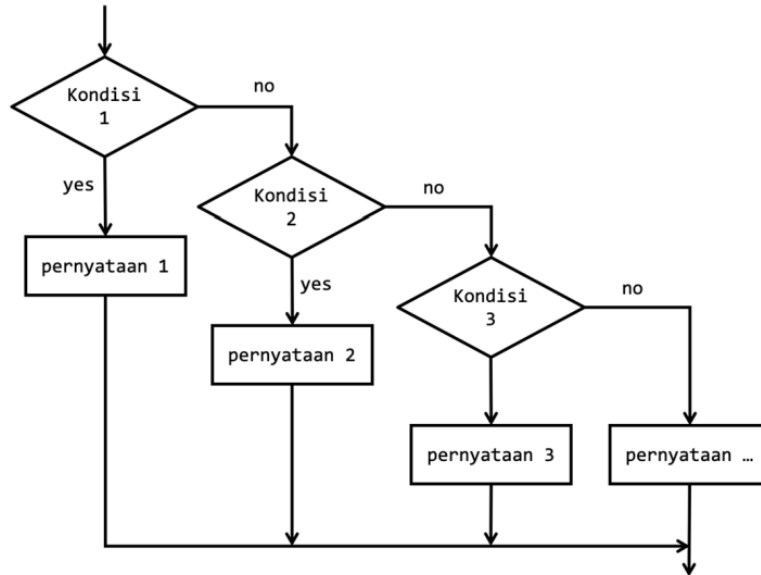 Kondisi
1
no
yes
pernyataan 1
Kondisi
2
no
yes
pernyataan 2
Kondisi
3
no
pernyataan 3
pernyataan …